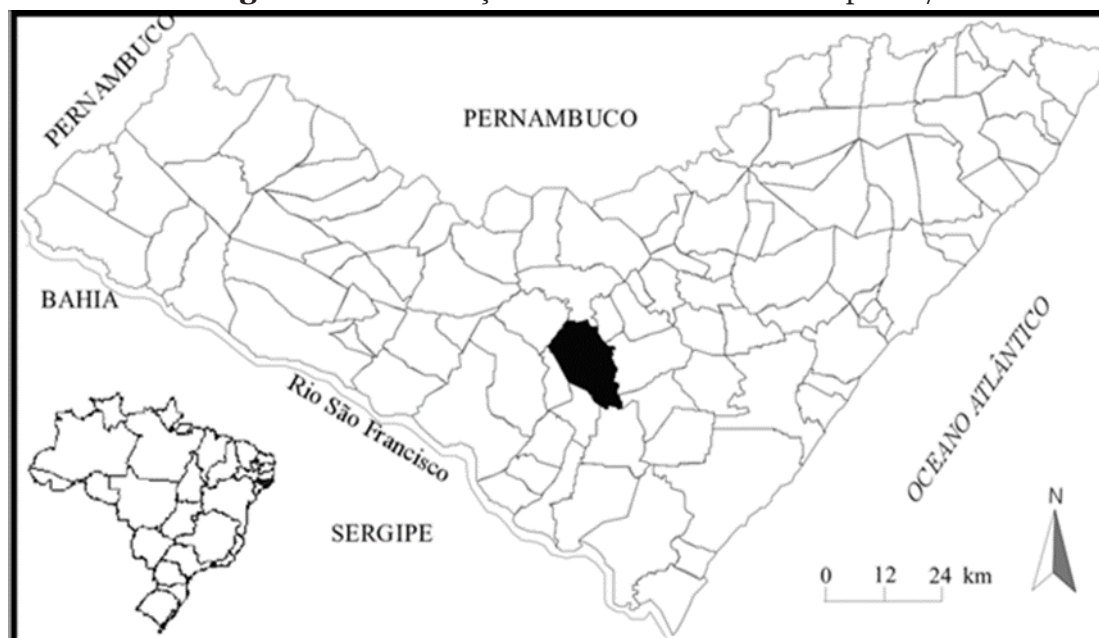 PERNAMBUCO
PERNAMBUCO
BAHIA
Rio São Francisco
OCEANO ATLÂNTICO
SERGIPE
N
0 12 24 km